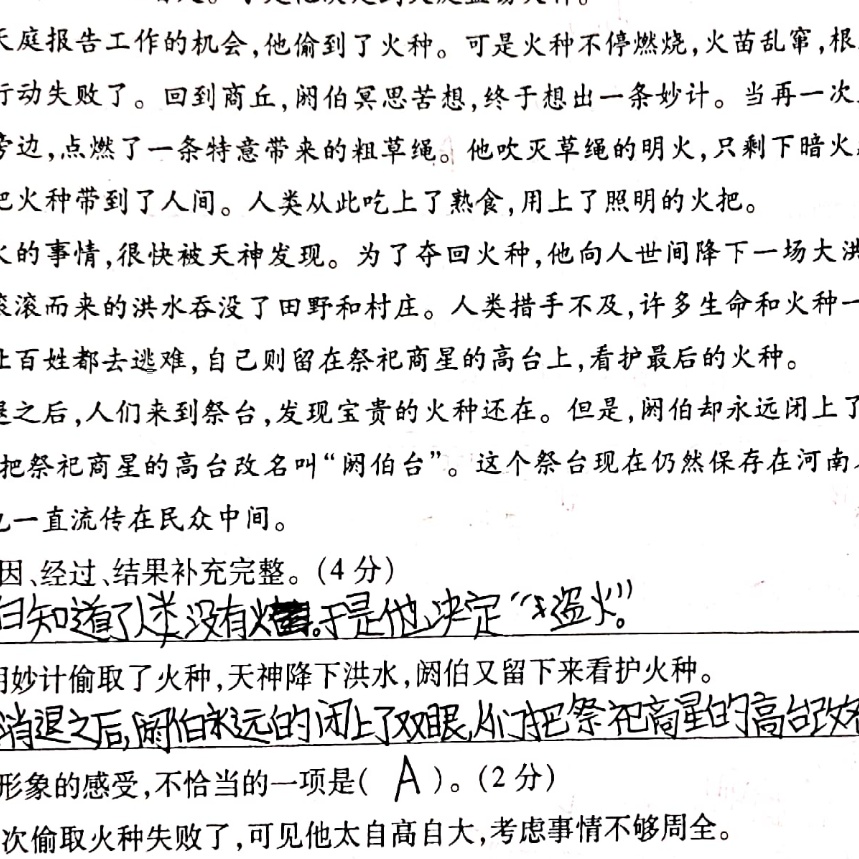 天庭报告工作的机会,他偷到了火种。可是火种不停燃烧,火苗乱窜,根
行动失败了。回到商丘,阏伯冥思苦想,终于想出一条妙计。当再一次
旁边,点燃了一条特意带来的粗草绳。他吹灭草绳的明火,只剩下暗火
把火种带到了人间。人类从此吃上了熟食,用上了照明的火把。
火的事情,很快被天神发现。为了夺回火种,他向人世间降下一场大洪
滚滚而来的洪水吞没了田野和村庄。人类措手不及,许多生命和火种一
让百姓都去逃难,自己则留在祭祀商星的高台上,看护最后的火种。
退之后,人们来到祭台,发现宝贵的火种还在。但是,阏伯却永远闭上了
把祭祀商星的高台改名叫“阏伯台”。这个祭台现在仍然保存在河南
也一直流传在民众中间。
因、经过、结果补充完整。(4分)
伯知道了人类没有火。于是他决定“盗火”。
用妙计偷取了火种,天神降下洪水,阏伯又留下来看护火种。
消退之后,阏伯永远的闭上了双眼,人们把祭祀商星的高台改
形象的感受,不恰当的一项是( A )。(2分)
次偷取火种失败了,可见他太自高自大,考虑事情不够周全。